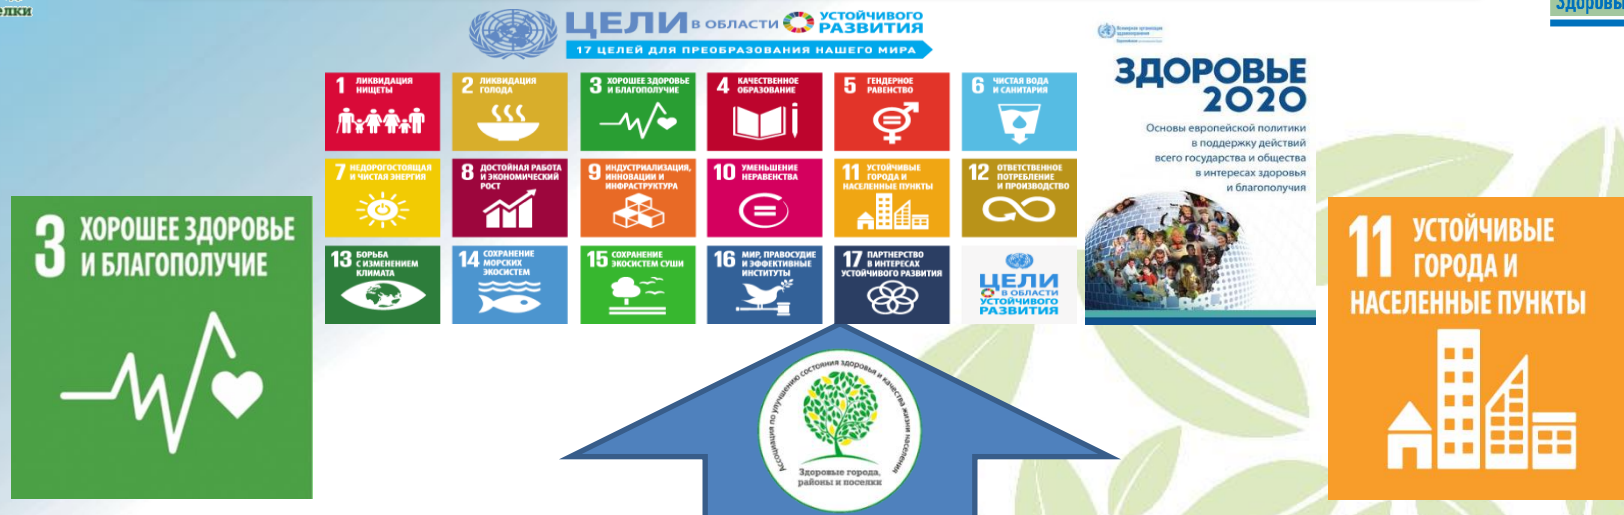 елки
Здоровы
ЦЕЛИ В ОБЛАСТИ УСТОЙЧИВОГО
РАЗВИТИЯ
17 ЦЕЛЕЙ ДЛЯ ПРЕОБРАЗОВАНИЯ НАШЕГО МИРА
1 ЛИКВИДАЦИЯ
НИЩЕТЫ
2 ЛИКВИДАЦИЯ
ГОЛОДА
3 ХОРОШЕЕ ЗДОРОВЬЕ
И БЛАГОПОЛУЧИЕ
4 КАЧЕСТВЕННОЕ
ОБРАЗОВАНИЕ
5 ГЕНДЕРНОЕ
РАВЕНСТВО
6 ЧИСТАЯ ВОДА
И САНИТАРИЯ
7 НЕДОРОГОСТОЯЩАЯ
И ЧИСТАЯ ЭНЕРГИЯ
8 ДОСТОЙНАЯ РАБОТА
И ЭКОНОМИЧЕСКИЙ
РОСТ
9 ИНДУСТРИАЛИЗАЦИЯ,
ИННОВАЦИИ И
ИНФРАСТРУКТУРА
10 УМЕНЬШЕНИЕ
НЕРАВЕНСТВА
11 УСТОЙЧИВЫЕ
ГОРОДА И
НАСЕЛЕННЫЕ ПУНКТЫ
12 ОТВЕТСТВЕННОЕ
ПОТРЕБЛЕНИЕ
И ПРОИЗВОДСТВО
13 БОРЬБА
С ИЗМЕНЕНИЕМ
КЛИМАТА
14 СОХРАНЕНИЕ
МОРСКИХ
ЭКОСИСТЕМ
15 СОХРАНЕНИЕ
ЭКОСИСТЕМ СУШИ
16 МИР, ПРАВОСУДИЕ
И ЭФФЕКТИВНЫЕ
ИНСТИТУТЫ
17 ПАРТНЕРСТВО
В ИНТЕРЕСАХ
УСТОЙЧИВОГО РАЗВИТИЯ
ЦЕЛИ
В ОБЛАСТИ
УСТОЙЧИВОГО
РАЗВИТИЯ
Всемирная организация
здравоохранения
ЗДОРОВЬЕ
2020
Основы европейской политики
в поддержку действий
всего государства и общества
в интересах здоровья
и благополучия
3 ХОРОШЕЕ ЗДОРОВЬЕ
И БЛАГОПОЛУЧИЕ
11 УСТОЙЧИВЫЕ
ГОРОДА И
НАСЕЛЕННЫЕ ПУНКТЫ
Ассоциация по улучшению состояния здоровья и качества жизни населения
Здоровые города,
районы и поселки